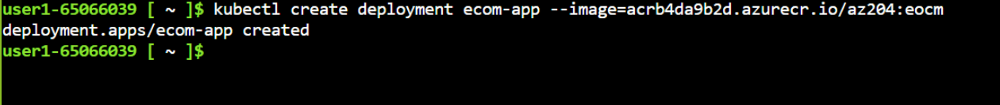 user1-65066039 [ ~ ]$ kubectl create deployment ecom-app --image=acrb4da9b2d.azurecr.io/az204:eocm
deployment.apps/ecom-app created
user1-65066039 [ ~ ]$